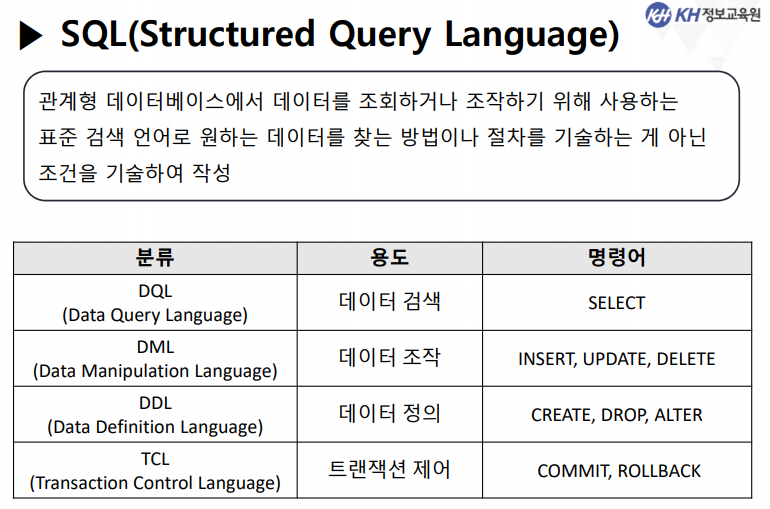 KH 정보교육원
▶ SQL(Structured Query Language)
관계형 데이터베이스에서 데이터를 조회하거나 조작하기 위해 사용하는
표준 검색 언어로 원하는 데이터를 찾는 방법이나 절차를 기술하는 게 아닌
조건을 기술하여 작성
분류 용도 명령어
DQL
(Data Query Language)
데이터 검색
SELECT
DML
(Data Manipulation Language)
데이터 조작
INSERT, UPDATE, DELETE
DDL
(Data Definition Language)
데이터 정의
CREATE, DROP, ALTER
TCL
(Transaction Control Language)
트랜잭션 제어
COMMIT, ROLLBACK